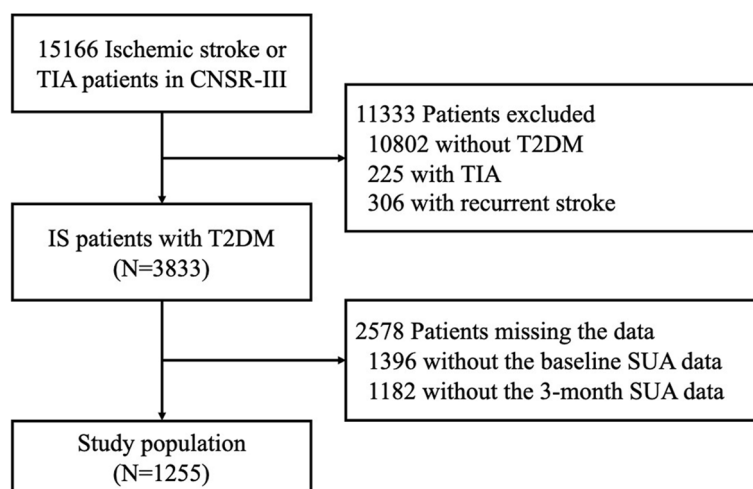 15166 Ischemic stroke or
TIA patients in CNSR-III
11333 Patients excluded
10802 without T2DM
225 with TIA
306 with recurrent stroke
IS patients with T2DM
(N=3833)
2578 Patients missing the data
1396 without the baseline SUA data
1182 without the 3-month SUA data
Study population
(N=1255)